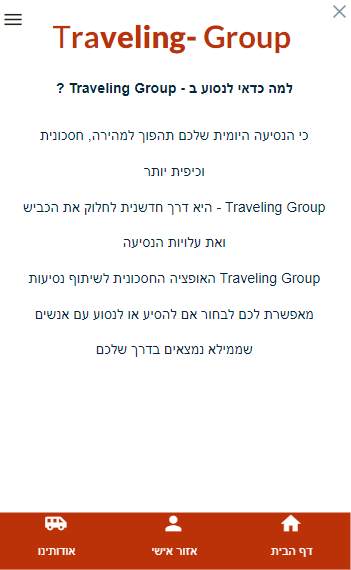 Traveling- Group
למה כדאי לנסוע ב - Traveling Group ?
כי הנסיעה היומית שלכם תהפוך למהירה, חסכונית
וכיפית יותר
Traveling Group - היא דרך חדשנית לחלוק את הכביש
ואת עלויות הנסיעה
Traveling Group האופציה החסכונית לשיתוף נסיעות
מאפשרת לכם לבחור אם להסיע או לנסוע עם אנשים
שממילא נמצאים בדרך שלכם
דף הבית
אזור אישי
אודותינו